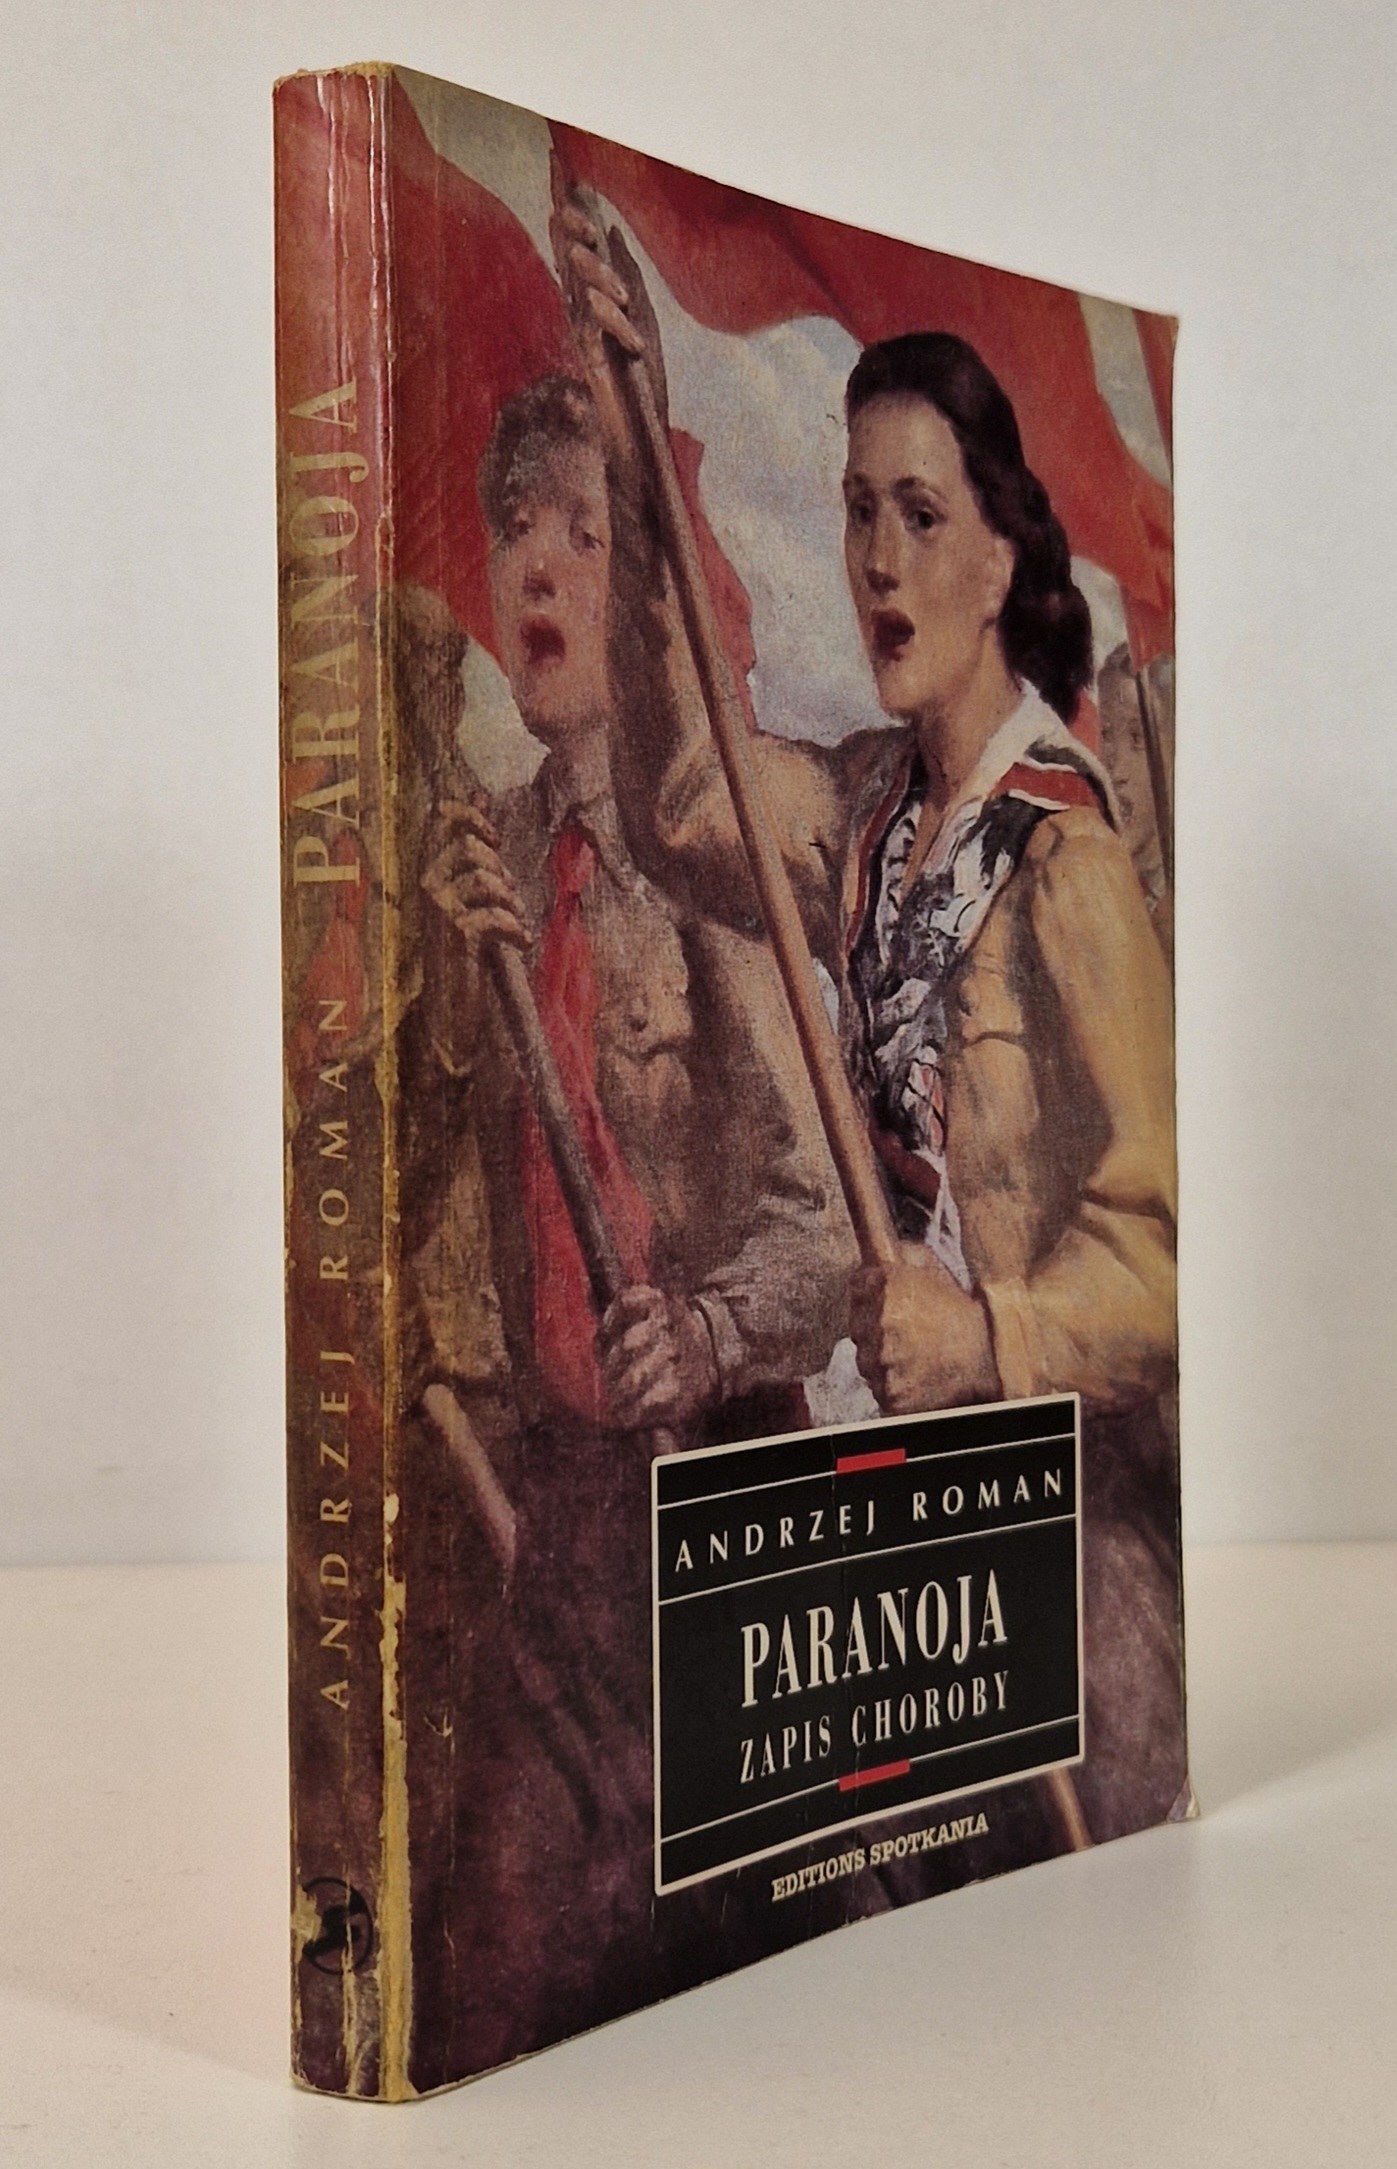 ANDRZEJ ROMAN PARANOJA
ANDRZEJ ROMAN
PARANOJA
ZAPIS CHOROBY
EDITIONS SPOTKANIA